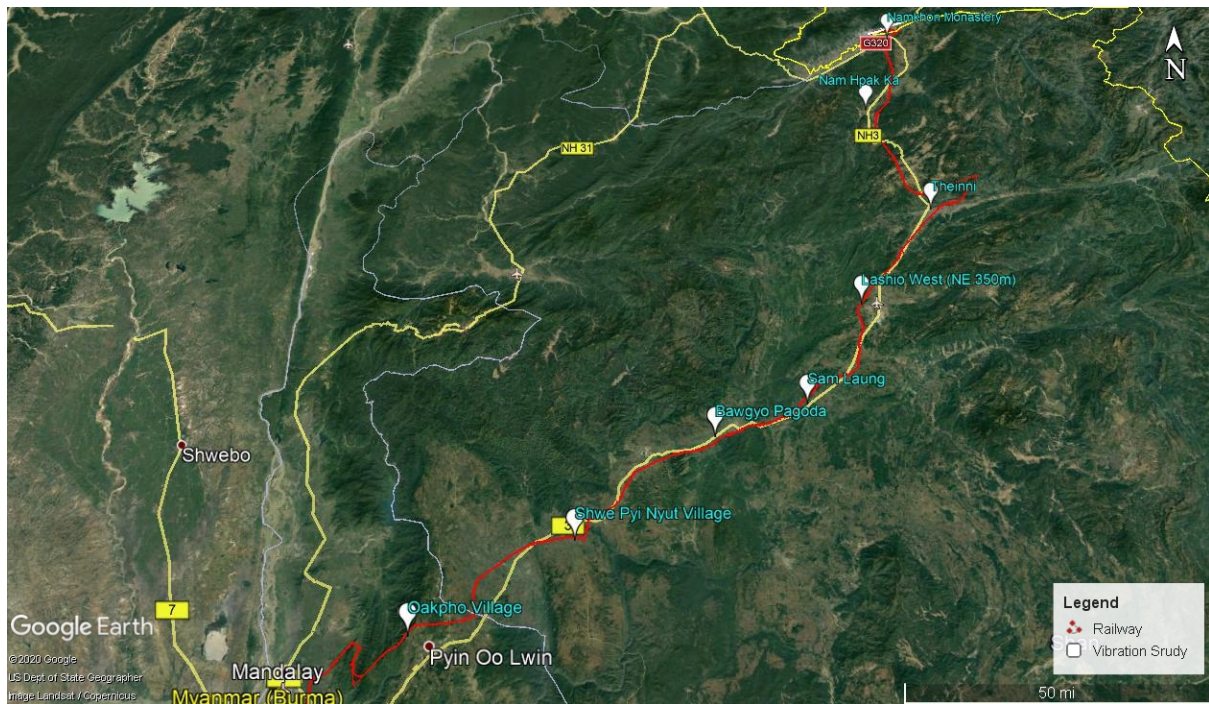 Namkhon Monastery
G320
N
Nam Hpak Ka
NH3
NH 31
Theinni
Lashio West (NE 350m)
Sam Laung
Bawgyo Pagoda
Shwebo
Shwe Pyi Nyut Village
Oakpho Village
7
Pyin Oo Lwin
Mandalay
Myanmar (Burma)
Google Earth
©2020 Google
US Dept of State Geographer
Image Landsat / Copernicus
Legend
Railway
Vibration Srudy
50 mi